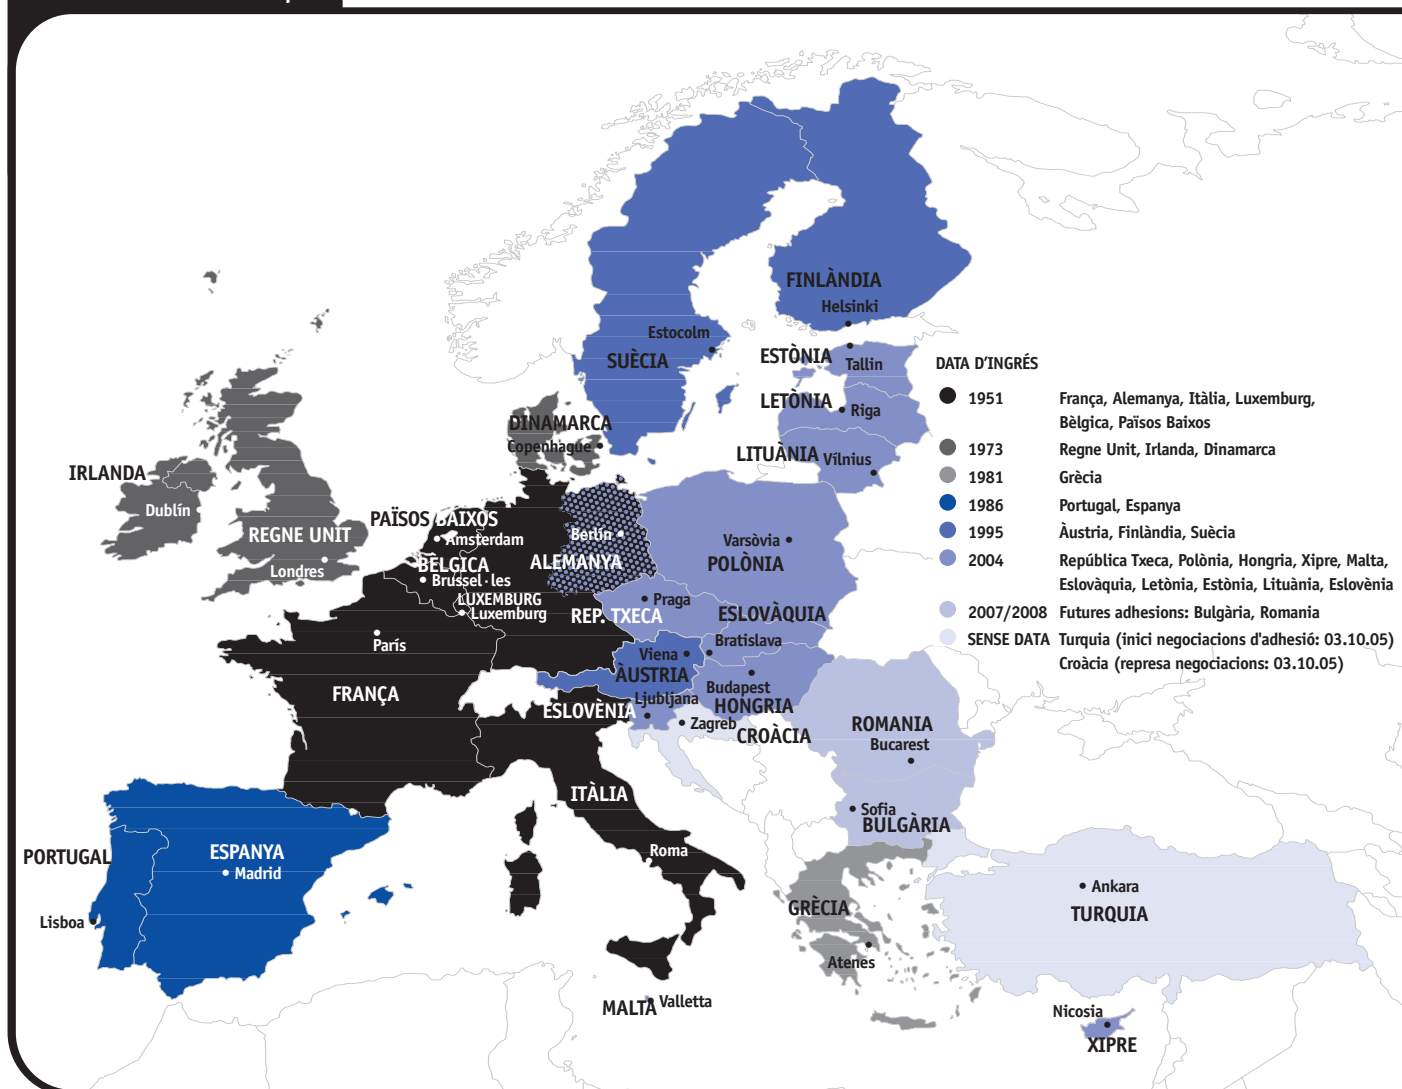 FINLÀNDIA
Helsinki
Estocolm
SUÈCIA
ESTÒNIA
Tallin
LETÒNIA
Riga
LITUÀNIA
Vílnius
DINAMARCA
Copenhague
IRLANDA
Dublín
REGNE UNIT
Londres
PAÏSOS BAIXOS
Amsterdam
BÈLGICA
Brussel·les
LUXEMBURG
Luxemburg
Berlín
ALEMANYA
Varsòvia
POLÒNIA
Praga
REP. TXECA
ESLOVÀQUIA
Bratislava
Viena
ÀUSTRIA
Budapest
HONGRIA
Ljubljana
ESLOVÈNIA
Zagreb
CROÀCIA
París
FRANÇA
ITÀLIA
Roma
ROMANIA
Bucarest
Sofia
BULGÀRIA
PORTUGAL
Lisboa
ESPANYA
Madrid
GRÈCIA
Atenes
Ankara
TURQUIA
MALTA
Valletta
Nicosia
XIPRE
DATA D'INGRÉS
1951 França, Alemanya, Itàlia, Luxemburg,
Bèlgica, Països Baixos
1973 Regne Unit, Irlanda, Dinamarca
1981 Grècia
1986 Portugal, Espanya
1995 Àustria, Finlàndia, Suècia
2004 República Txeca, Polònia, Hongria, Xipre, Malta,
Eslovàquia, Letònia, Estònia, Lituània, Eslovènia
2007/2008 Futures adhesions: Bulgària, Romania
SENSE DATA Turquia (inici negociacions d'adhesió: 03.10.05)
Croàcia (represa negociacions: 03.10.05)